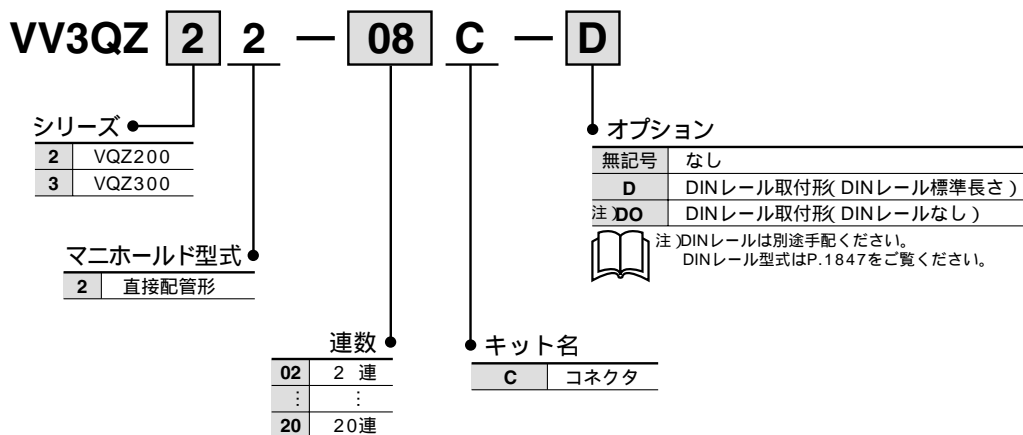 VV3QZ 2 2 — 08 C — D
シリーズ
2 VQZ200
3 VQZ300
マニホールド型式
2 直接配管形
連数
02 2 連
⋮ ⋮
20 20連
キット名
C コネクタ
オプション
無記号 なし
D DINレール取付形(DINレール標準長さ)
注)DO DINレール取付形(DINレールなし)
注)DINレールは別途手配ください。
DINレール型式はP.1847をご覧ください。